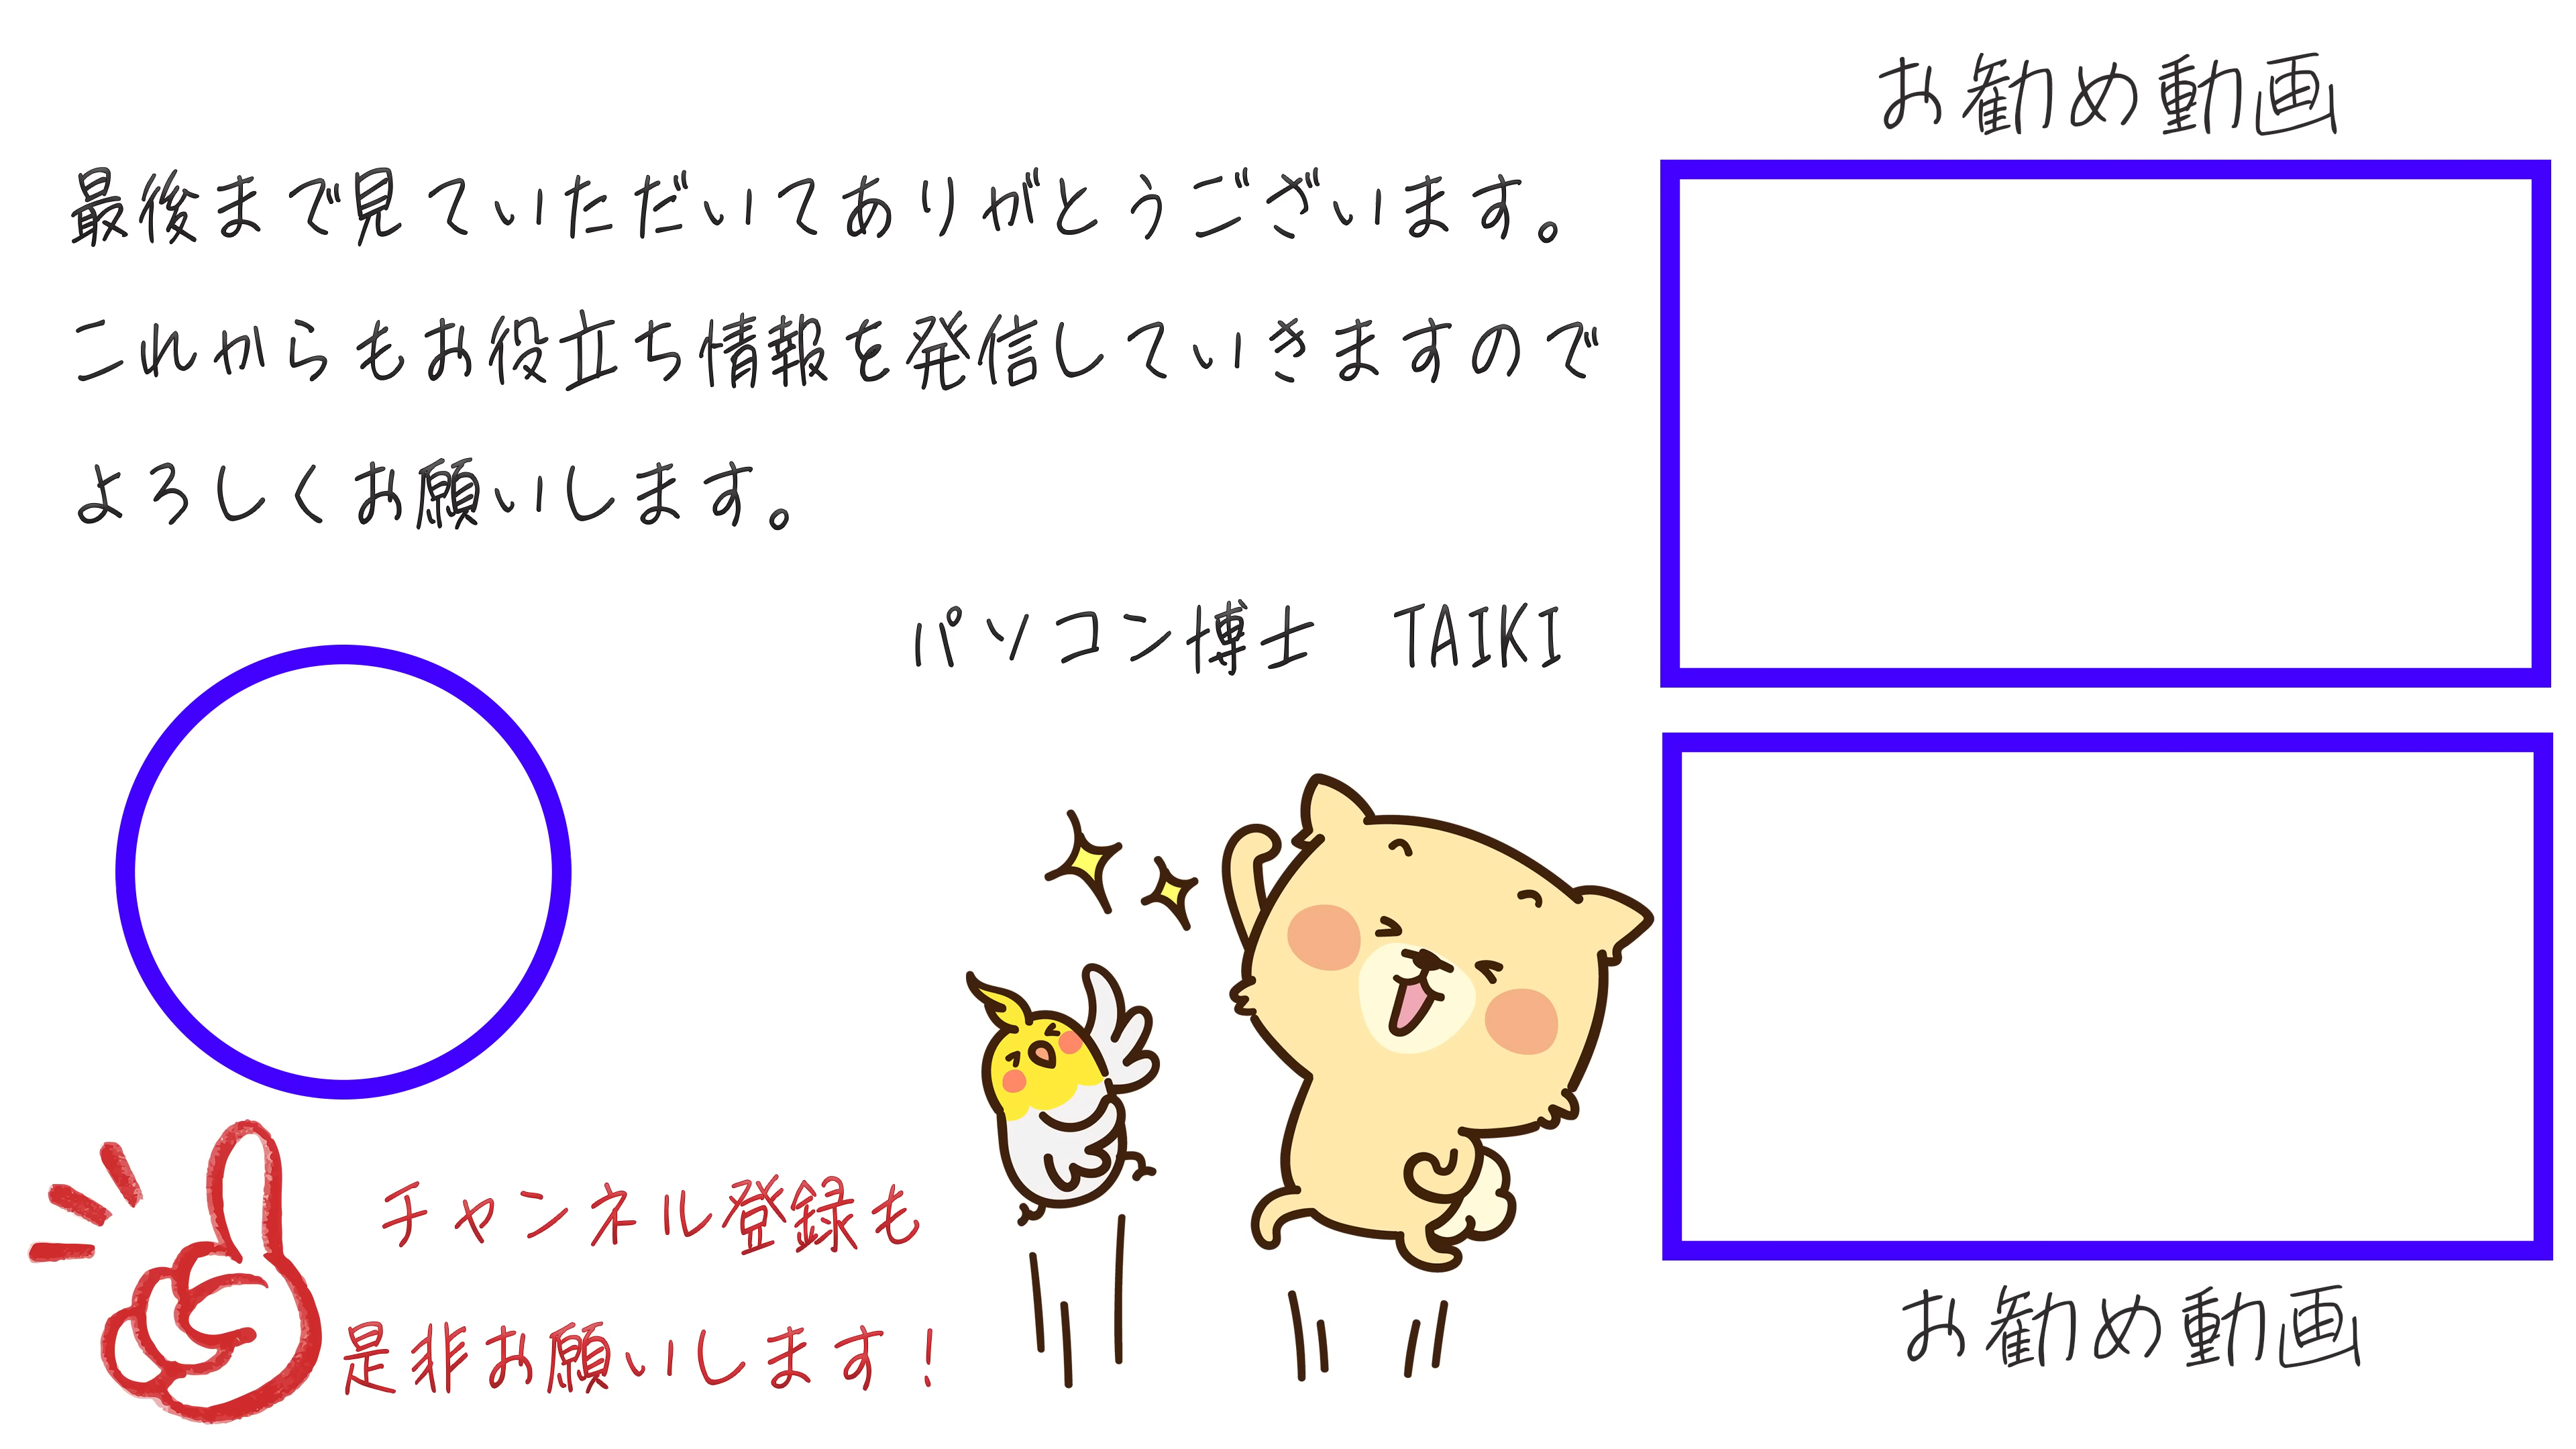 お勧め動画
最後まで見ていただいてありがとうございます。
これからもお役立ち情報を発信していきますので
よろしくお願いします。
パソコン博士　TAIKI
チャンネル登録も
是非お願いします！
お勧め動画